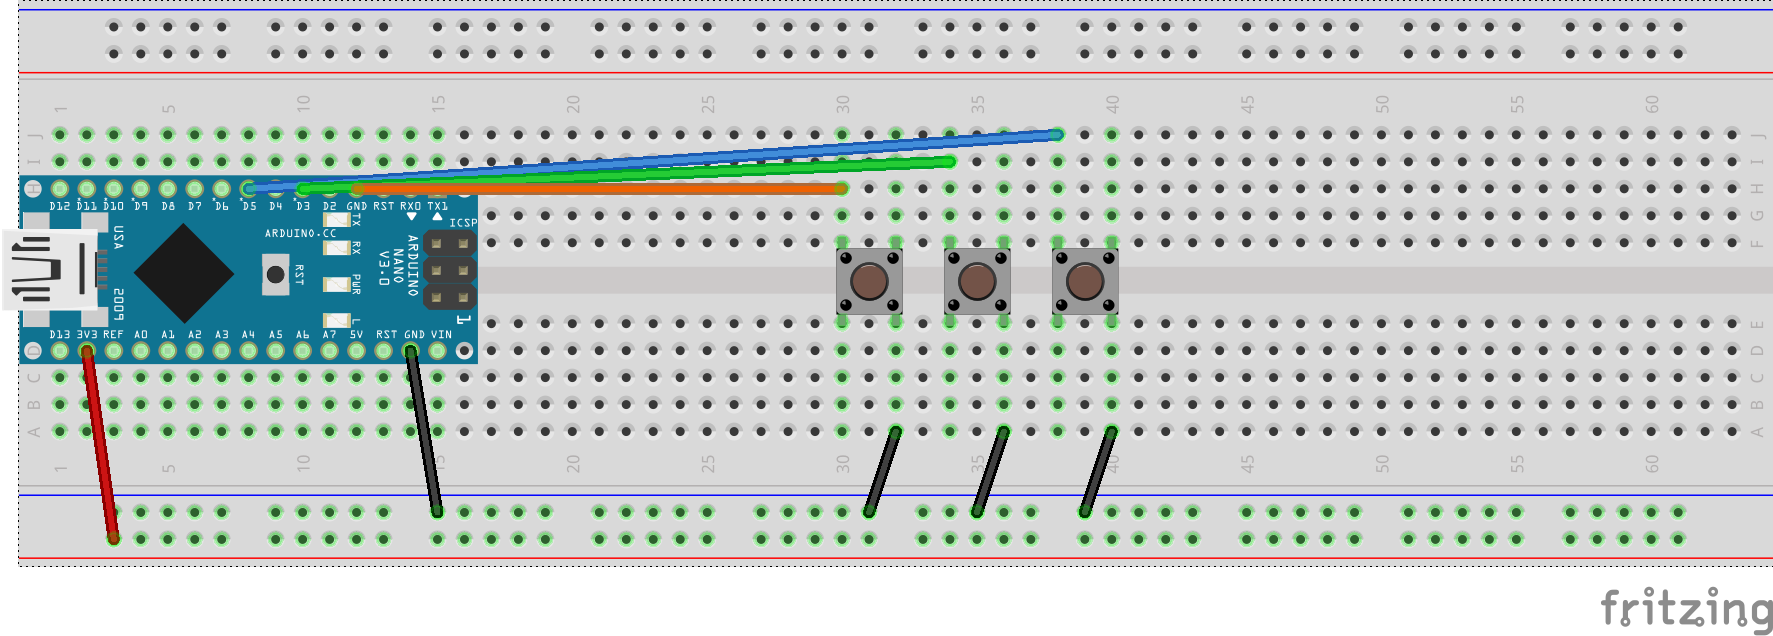 1 5 10 15 20 25 30 35 40 45 50 55 60
J J
I I
H H
D12 D11 D10 D9 D8 D7 D6 D5 D4 D3 D2 GND RST RX0 TX1
G
ICSP
F F
USA
ARDUINO.CC
TX
RX
RST
PWR
L
ARDUINO
NANO
V3.0
2009
1
E
D13 3V3 REF A0 A1 A2 A3 A4 A5 A6 A7 5V RST GND VIN
D D
C C
B B
A A
1 5 10 15 20 25 30 35 40 45 50 55 60
fritzing